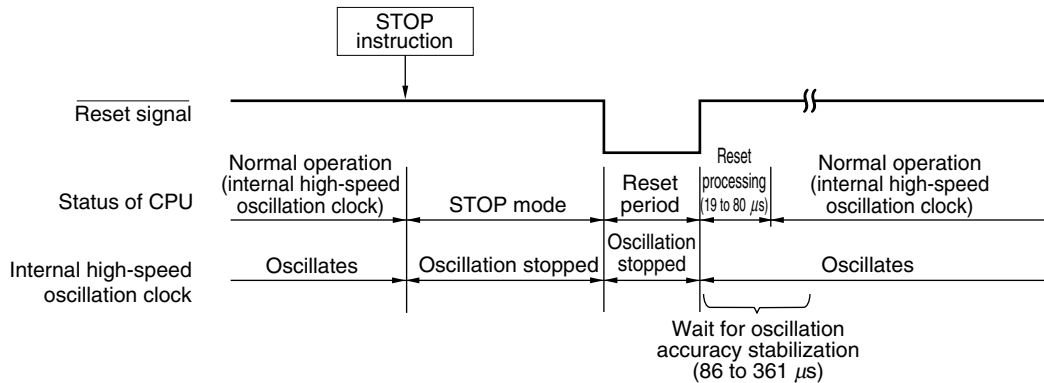 STOP
instruction
Reset signal
Normal operation
(internal high-speed
oscillation clock)
Status of CPU
STOP mode
Reset
period
Reset
processing
(19 to 80 μs)
Normal operation
(internal high-speed
oscillation clock)
Internal high-speed
oscillation clock
Oscillates
Oscillation stopped
Oscillation
stopped
Oscillates
Wait for oscillation
accuracy stabilization
(86 to 361 μs)